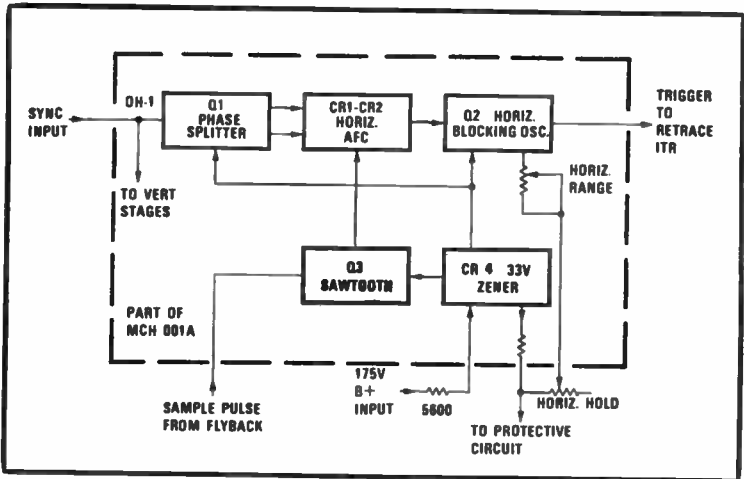 SYNC
INPUT
OH-1
Q1
PHASE
SPLITTER
CR1-CR2
HORIZ.
AFC
Q2 HORIZ.
BLOCKING OSC.
TRIGGER
TO
RETRACE
ITR
TO VERT
STAGES
HORIZ.
RANGE
Q3
SAWTOOTH
CR 4 33V
ZENER
PART OF
MCH 001A
SAMPLE PULSE
FROM FLYBACK
175V
B+
INPUT
5600
HORIZ. HOLD
TO PROTECTIVE
CIRCUIT